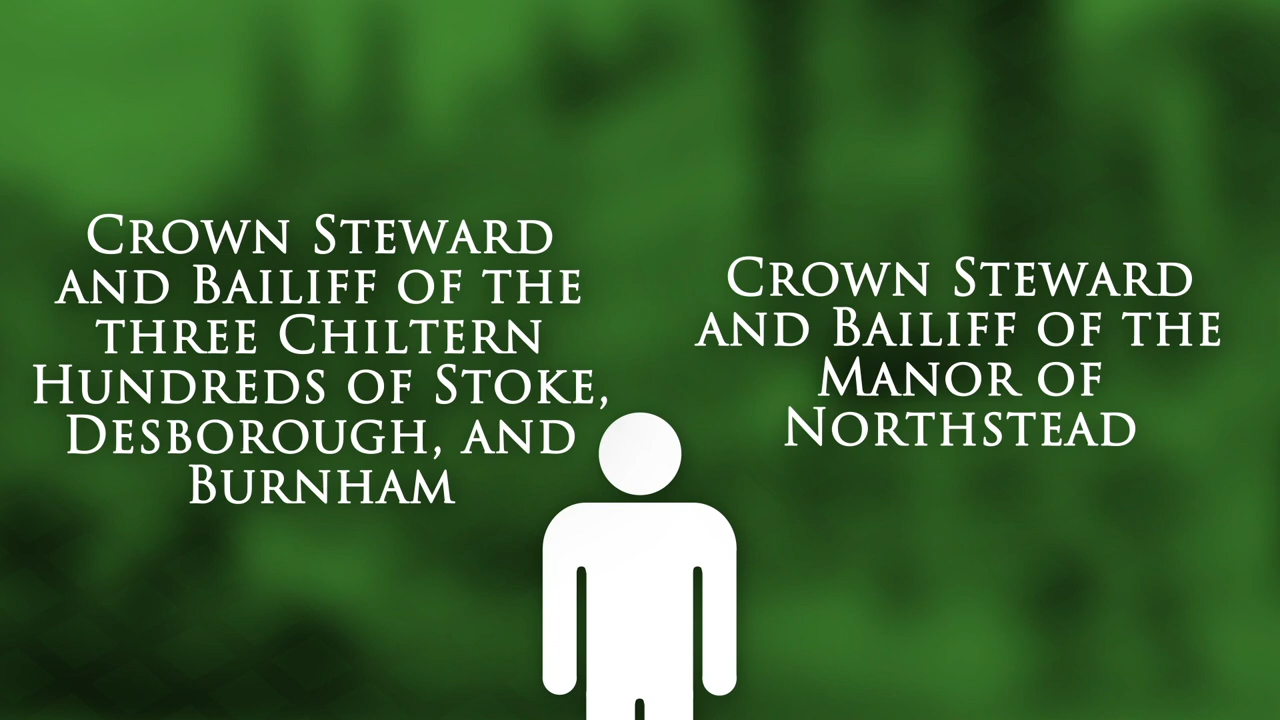 Crown Steward
and Bailiff of the
three Chiltern
Hundreds of Stoke,
Desborough, and
Burnham
Crown Steward
and Bailiff of the
Manor of
Northstead